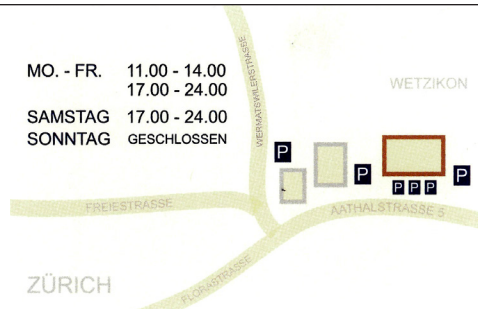 MO. - FR. 11.00 - 14.00
17.00 - 24.00
SAMSTAG 17.00 - 24.00
SONNTAG GESCHLOSSEN
WERMATSWILERSTRASSE
WETZIKON
P
P
P
P P P
FREIESTRASSE
AATHALSTRASSE 5
FLORASTRASSE
ZÜRICH